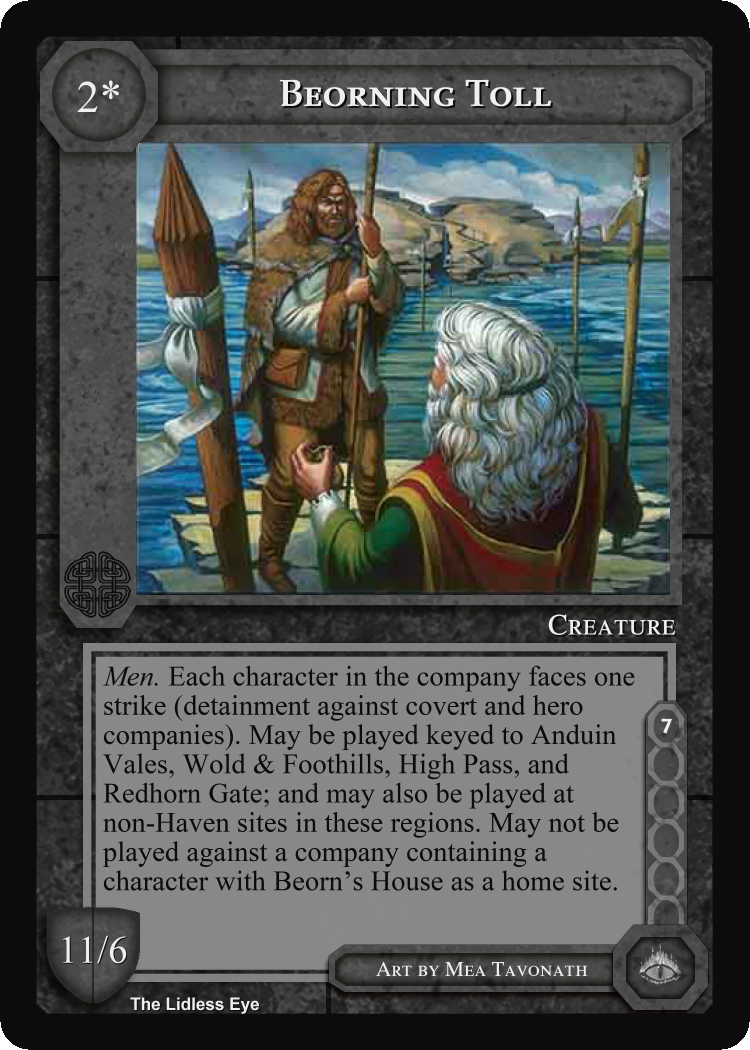 2*
Beorning Toll
Creature
Men. Each character in the company faces one
strike (detainment against covert and hero
companies). May be played keyed to Anduin
Vales, Wold & Foothills, High Pass, and
Redhorn Gate; and may also be played at
non-Haven sites in these regions. May not be
played against a company containing a
character with Beorn's House as a home site.
7
11/6
Art by Mea Tavonath
The Lidless Eye